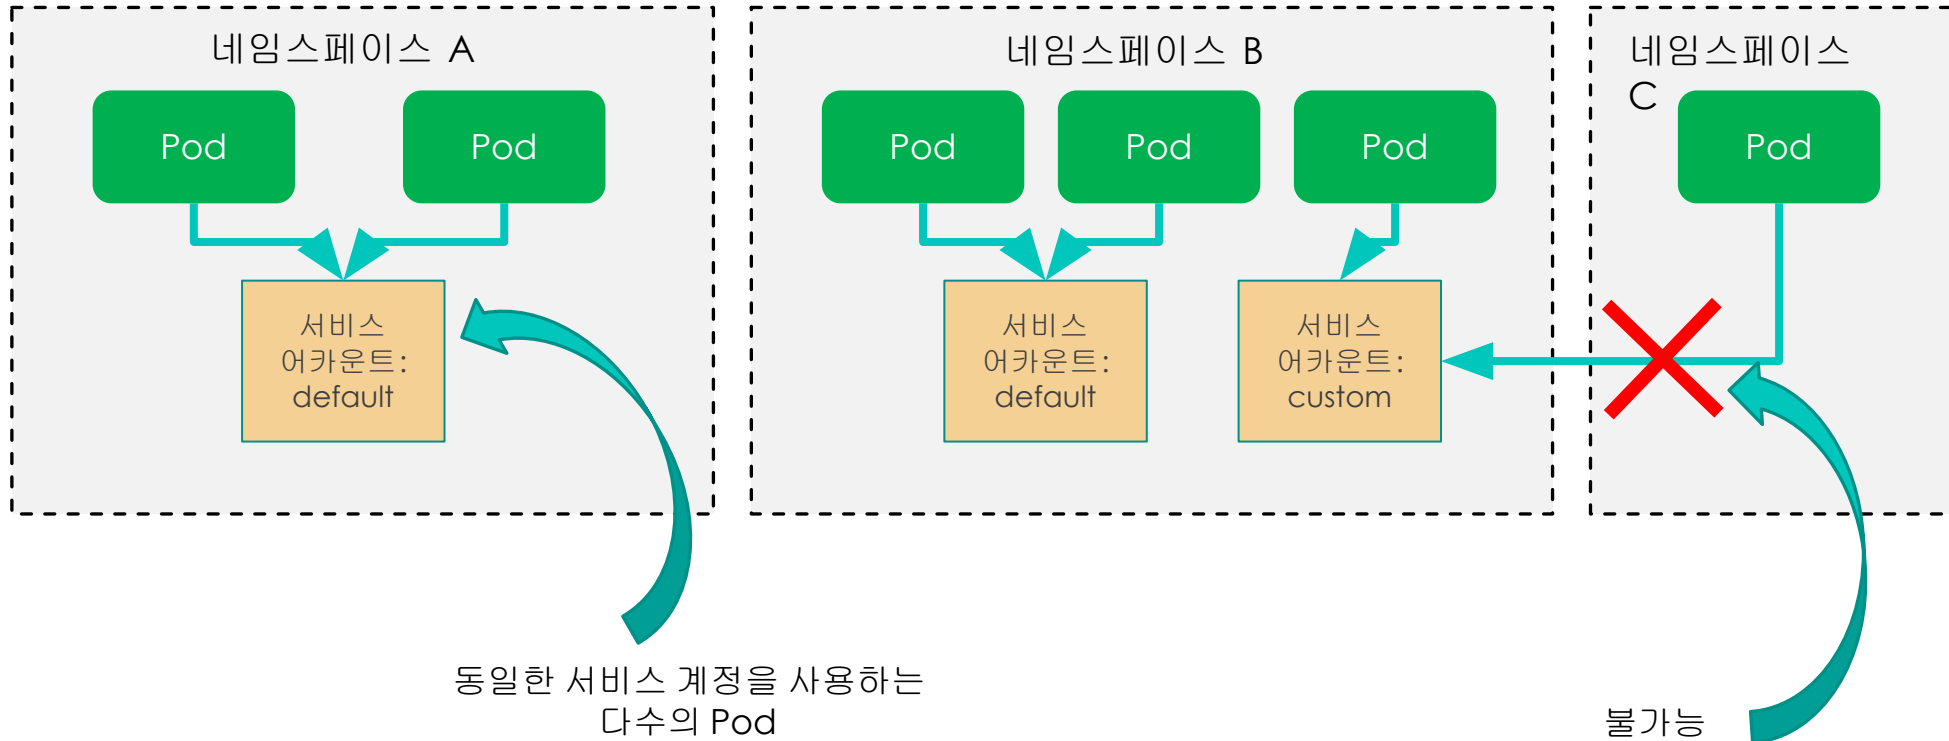 네임스페이스 A
Pod
Pod
서비스
어카운트:
default
네임스페이스 B
Pod
Pod
Pod
서비스
어카운트:
default
서비스
어카운트:
custom
네임스페이스
C
Pod
동일한 서비스 계정을 사용하는
다수의 Pod
불가능